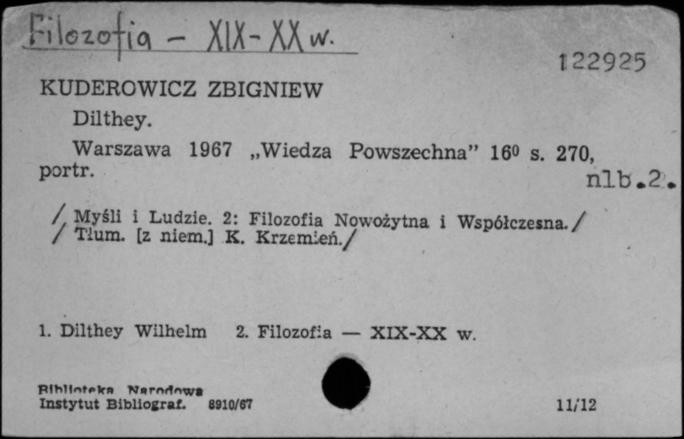 Filozofia - XIX-XX w.
122925
KUDEROWICZ ZBIGNIEW
Dilthey.
Warszawa 1967 „Wiedza Powszechna” 16⁰ s. 270,
portr.
nlb.2.
/ Myśli i Ludzie. 2: Filozofia Nowożytna i Współczesna./
/ Tłum. [z niem.] K. Krzemień./
1. Dilthey Wilhelm 2. Filozofia — XIX-XX w.
Biblioteka Narodowa
Instytut Bibliograf. 8910/67
11/12